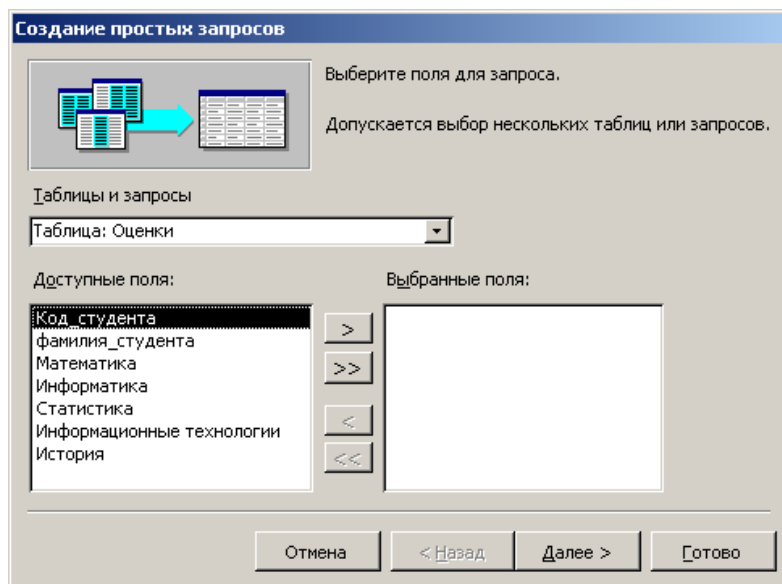 Создание простых запросов
Выберите поля для запроса.
Допускается выбор нескольких таблиц или запросов.
Таблицы и запросы
Таблица: Оценки
Доступные поля:
Выбранные поля:
Код_студента
фамилия_студента
Математика
Информатика
Статистика
Информационные технологии
История
>
>>
<
<<
Отмена
< Назад
Далее >
Готово